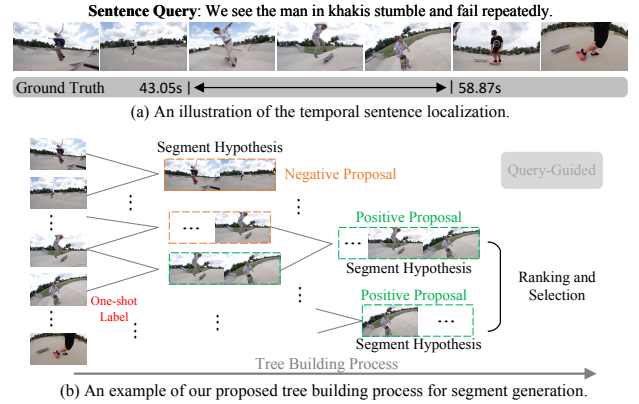 Sentence Query: We see the man in khakis stumble and fail repeatedly.
Ground Truth 43.05s 58.87s
(a) An illustration of the temporal sentence localization.
Segment Hypothesis
Query-Guided
Negative Proposal
Positive Proposal
Segment Hypothesis
Ranking and
Selection
One-shot
Label
Positive Proposal
Segment Hypothesis
Tree Building Process
(b) An example of our proposed tree building process for segment generation.